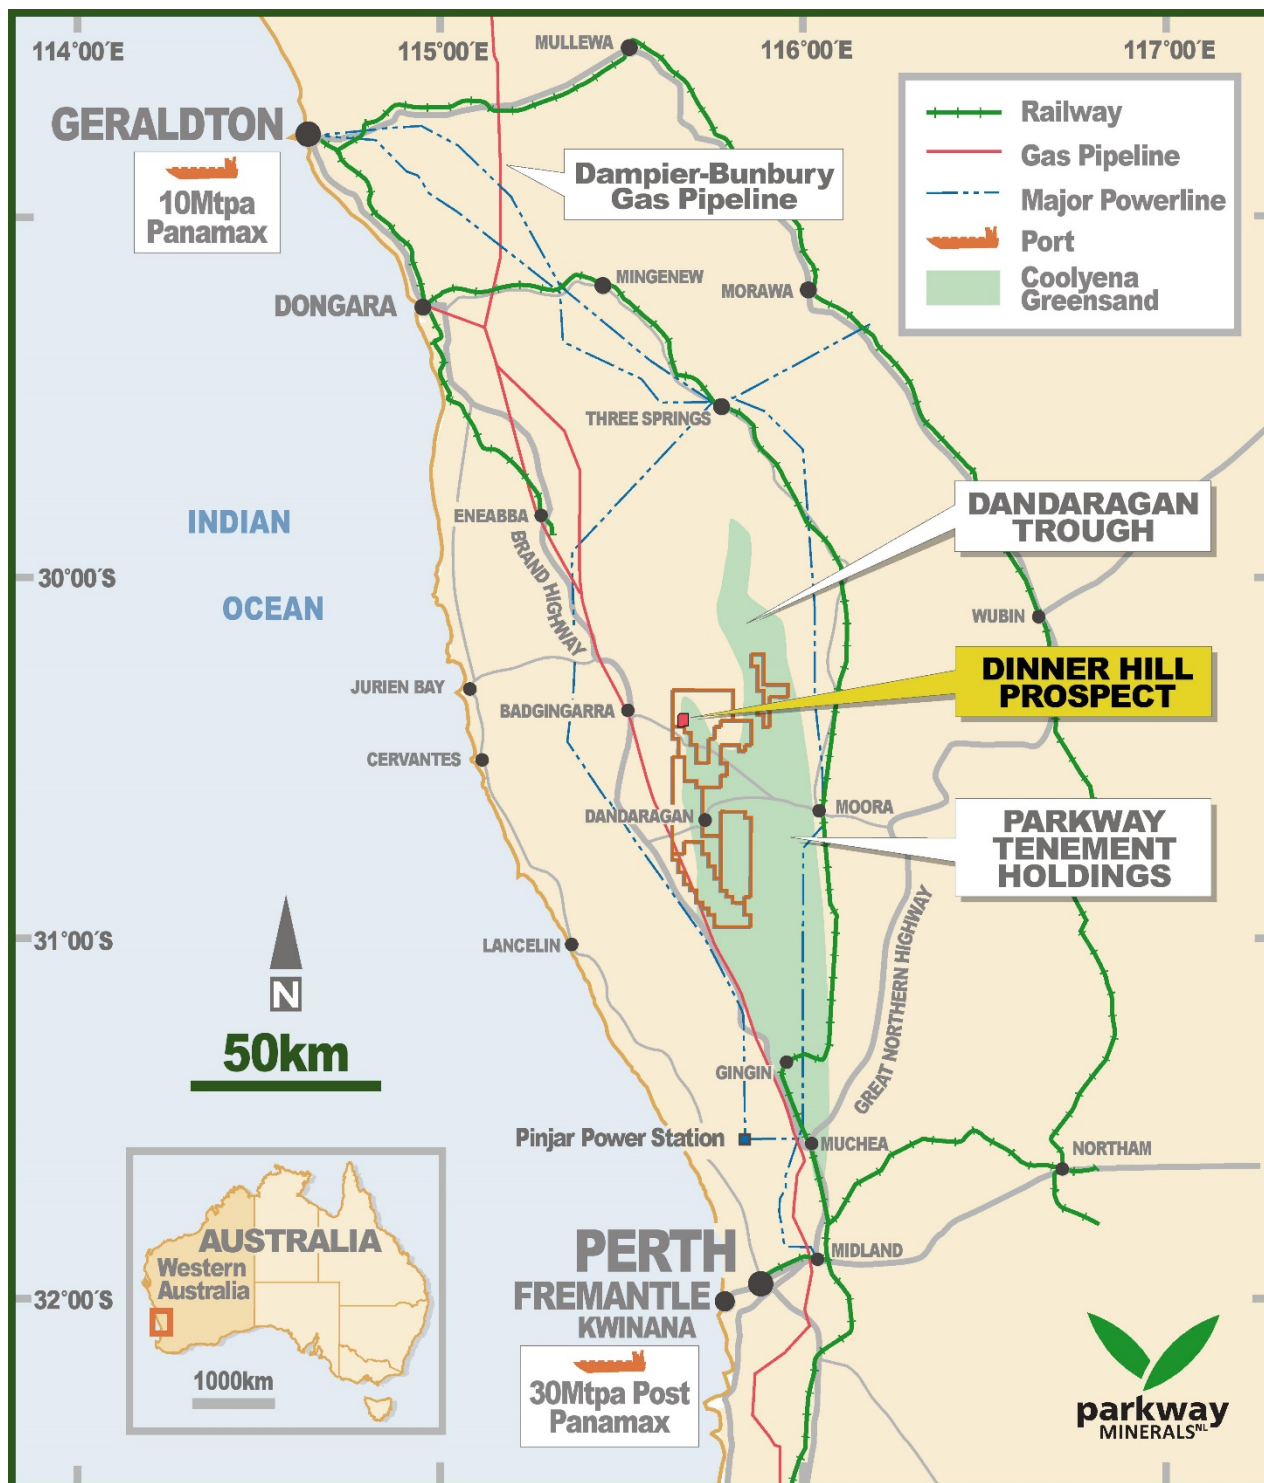 114°00'E
115°00'E
116°00'E
117°00'E
MULLEWA
GERALDTON
10Mtpa
Panamax
Dampier-Bunbury
Gas Pipeline
Railway
Gas Pipeline
Major Powerline
Port
Coolyena
Greensand
DONGARA
MINGENEW
MORAWA
THREE SPRINGS
INDIAN
OCEAN
ENEABBA
BRAND HIGHWAY
DANDARAGAN
TROUGH
30°00'S
WUBIN
JURIEN BAY
BADGINGARRA
DINNER HILL
PROSPECT
CERVANTES
DANDARAGAN
MOORA
PARKWAY
TENEMENT
HOLDINGS
31°00'S
LANCELIN
N
50km
GREAT NORTHERN HIGHWAY
GINGIN
Pinjar Power Station
MUCHEA
NORTHAM
AUSTRALIA
Western
Australia
1000km
PERTH
MIDLAND
FREMANTLE
KWINANA
32°00'S
30Mtpa Post
Panamax
parkway
MINERALS NL